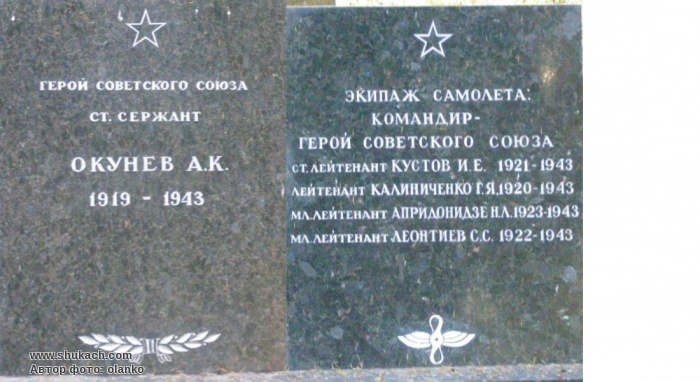 ГЕРОЙ СОВЕТСКОГО СОЮЗА
СТ. СЕРЖАНТ
ОКУНЕВ А.К.
1919 - 1943
www.shukach.com
Автор фото: olanko
ЭКИПАЖ САМОЛЕТА:
КОМАНДИР-
ГЕРОЙ СОВЕТСКОГО СОЮЗА
СТ. ЛЕЙТЕНАНТ КУСТОВ И.Е. 1921-1943
ЛЕЙТЕНАНТ КАЛИНИЧЕНКО Г.Я. 1920-1943
МЛ. ЛЕЙТЕНАНТ АПРИДОНИДЗЕ Н.Л. 1923-1943
МЛ. ЛЕЙТЕНАНТ ЛЕОНТИЕВ С.С. 1922-1943